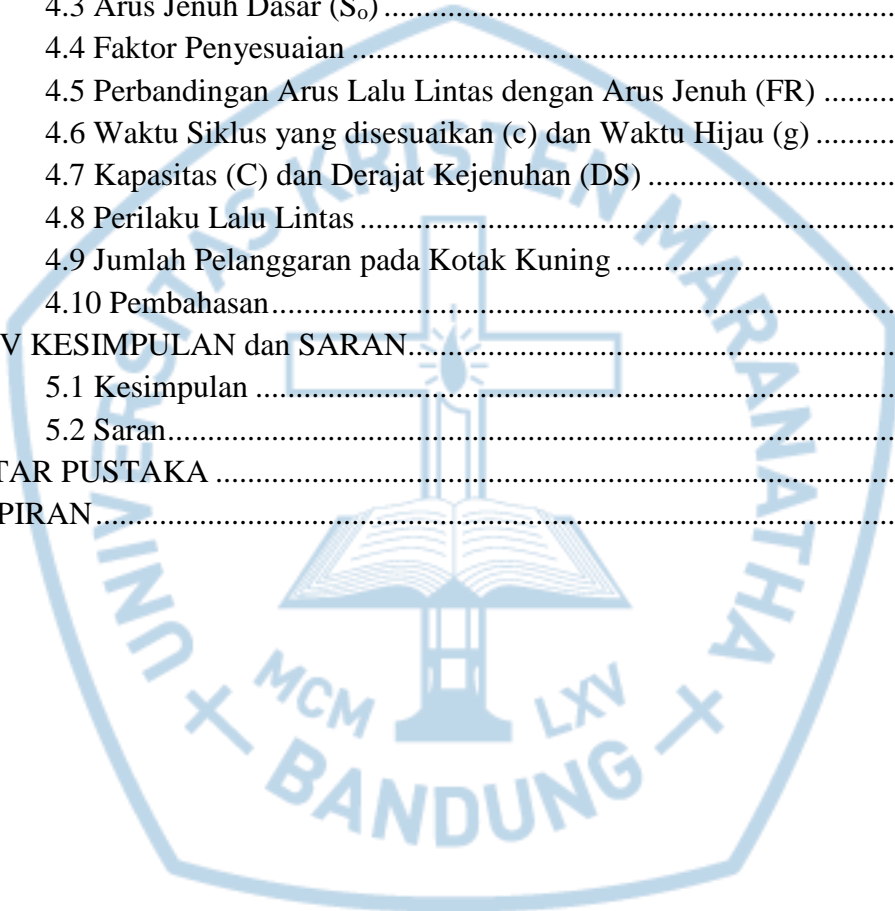 4.3 Arus Jenuh Dasar (Sₒ)..............................................................
4.4 Faktor Penyesuaian..............................................................
4.5 Perbandingan Arus Lalu Lintas dengan Arus Jenuh (FR) .........
4.6 Waktu Siklus yang disesuaikan (c) dan Waktu Hijau (g) ..........
4.7 Kapasitas (C) dan Derajat Kejenuhan (DS) ..............................
4.8 Perilaku Lalu Lintas ..............................................................
4.9 Jumlah Pelanggaran pada Kotak Kuning ..................................
4.10 Pembahasan..............................................................
V KESIMPULAN dan SARAN..............................................................
5.1 Kesimpulan ..............................................................
5.2 Saran..............................................................
TAR PUSTAKA ..............................................................
PIRAN..............................................................
UNIVERSITAS KRISTEN MARANATHA
MCM LXV
BANDUNG